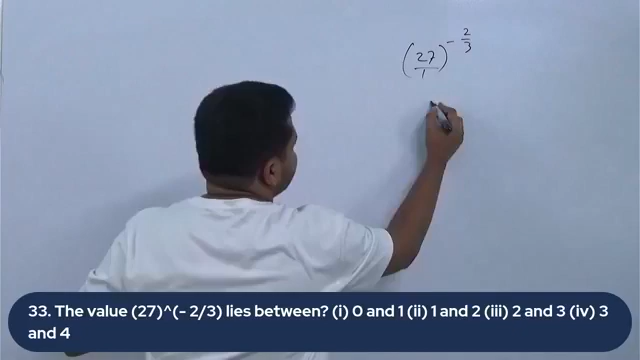 (27/1)^- 2/3
33. The value (27)^(- 2/3) lies between? (i) 0 and 1 (ii) 1 and 2 (iii) 2 and 3 (iv) 3
and 4